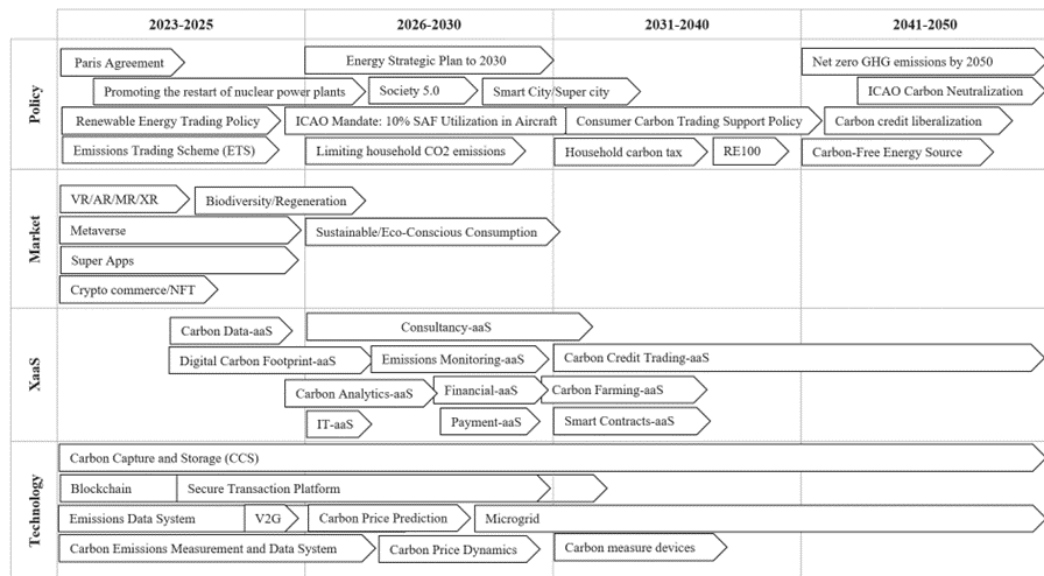 2023-2025 2026-2030 2031-2040 2041-2050
Policy
Paris Agreement Energy Strategic Plan to 2030 Net zero GHG emissions by 2050
Promoting the restart of nuclear power plants Society 5.0 Smart City/Super city ICAO Carbon Neutralization
Renewable Energy Trading Policy ICAO Mandate: 10% SAF Utilization in Aircraft Consumer Carbon Trading Support Policy Carbon credit liberalization
Emissions Trading Scheme (ETS) Limiting household CO2 emissions Household carbon tax RE100 Carbon-Free Energy Source
Market
VR/AR/MR/XR Biodiversity/Regeneration
Metaverse Sustainable/Eco-Conscious Consumption
Super Apps
Crypto commerce/NFT
XaaS
Carbon Data-aaS Consultancy-aaS
Digital Carbon Footprint-aaS Emissions Monitoring-aaS Carbon Credit Trading-aaS
Carbon Analytics-aaS Financial-aaS Carbon Farming-aaS
IT-aaS Payment-aaS Smart Contracts-aaS
Technology
Carbon Capture and Storage (CCS)
Blockchain Secure Transaction Platform
Emissions Data System V2G Carbon Price Prediction Microgrid
Carbon Emissions Measurement and Data System Carbon Price Dynamics Carbon measure devices